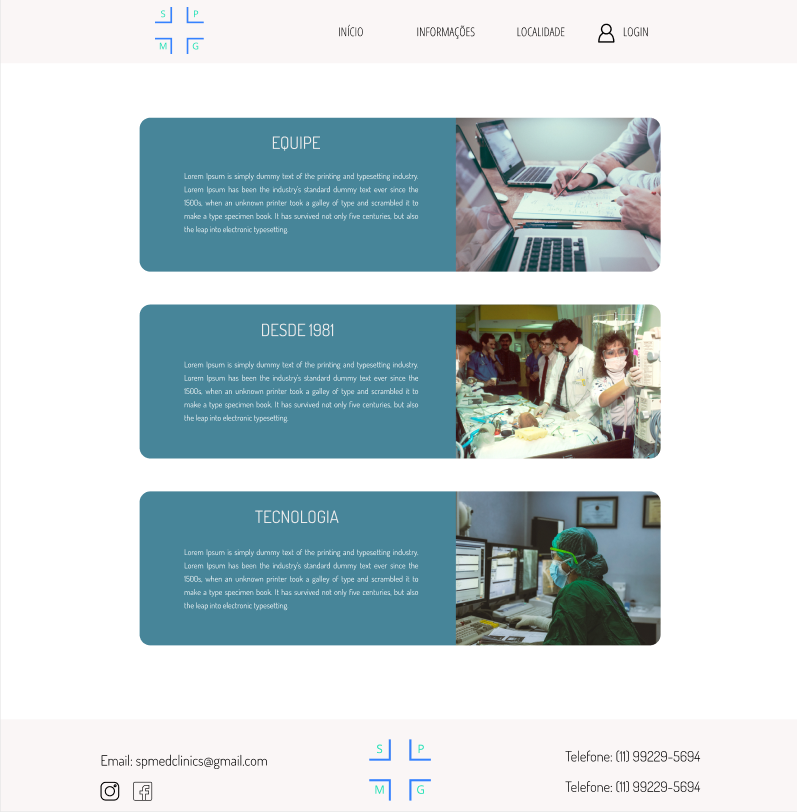 S P
M G
INÍCIO INFORMAÇÕES LOCALIDADE LOGIN
EQUIPE
Lorem Ipsum is simply dummy text of the printing and typesetting industry.
Lorem Ipsum has been the industry's standard dummy text ever since the
1500s, when an unknown printer took a galley of type and scrambled it to
make a type specimen book. It has survived not only five centuries, but also
the leap into electronic typesetting.
DESDE 1981
Lorem Ipsum is simply dummy text of the printing and typesetting industry.
Lorem Ipsum has been the industry's standard dummy text ever since the
1500s, when an unknown printer took a galley of type and scrambled it to
make a type specimen book. It has survived not only five centuries, but also
the leap into electronic typesetting.
TECNOLOGIA
Lorem Ipsum is simply dummy text of the printing and typesetting industry.
Lorem Ipsum has been the industry's standard dummy text ever since the
1500s, when an unknown printer took a galley of type and scrambled it to
make a type specimen book. It has survived not only five centuries, but also
the leap into electronic typesetting.
Email: spmedclinics@gmail.com
S P
M G
Telefone: (11) 99229-5694
Telefone: (11) 99229-5694